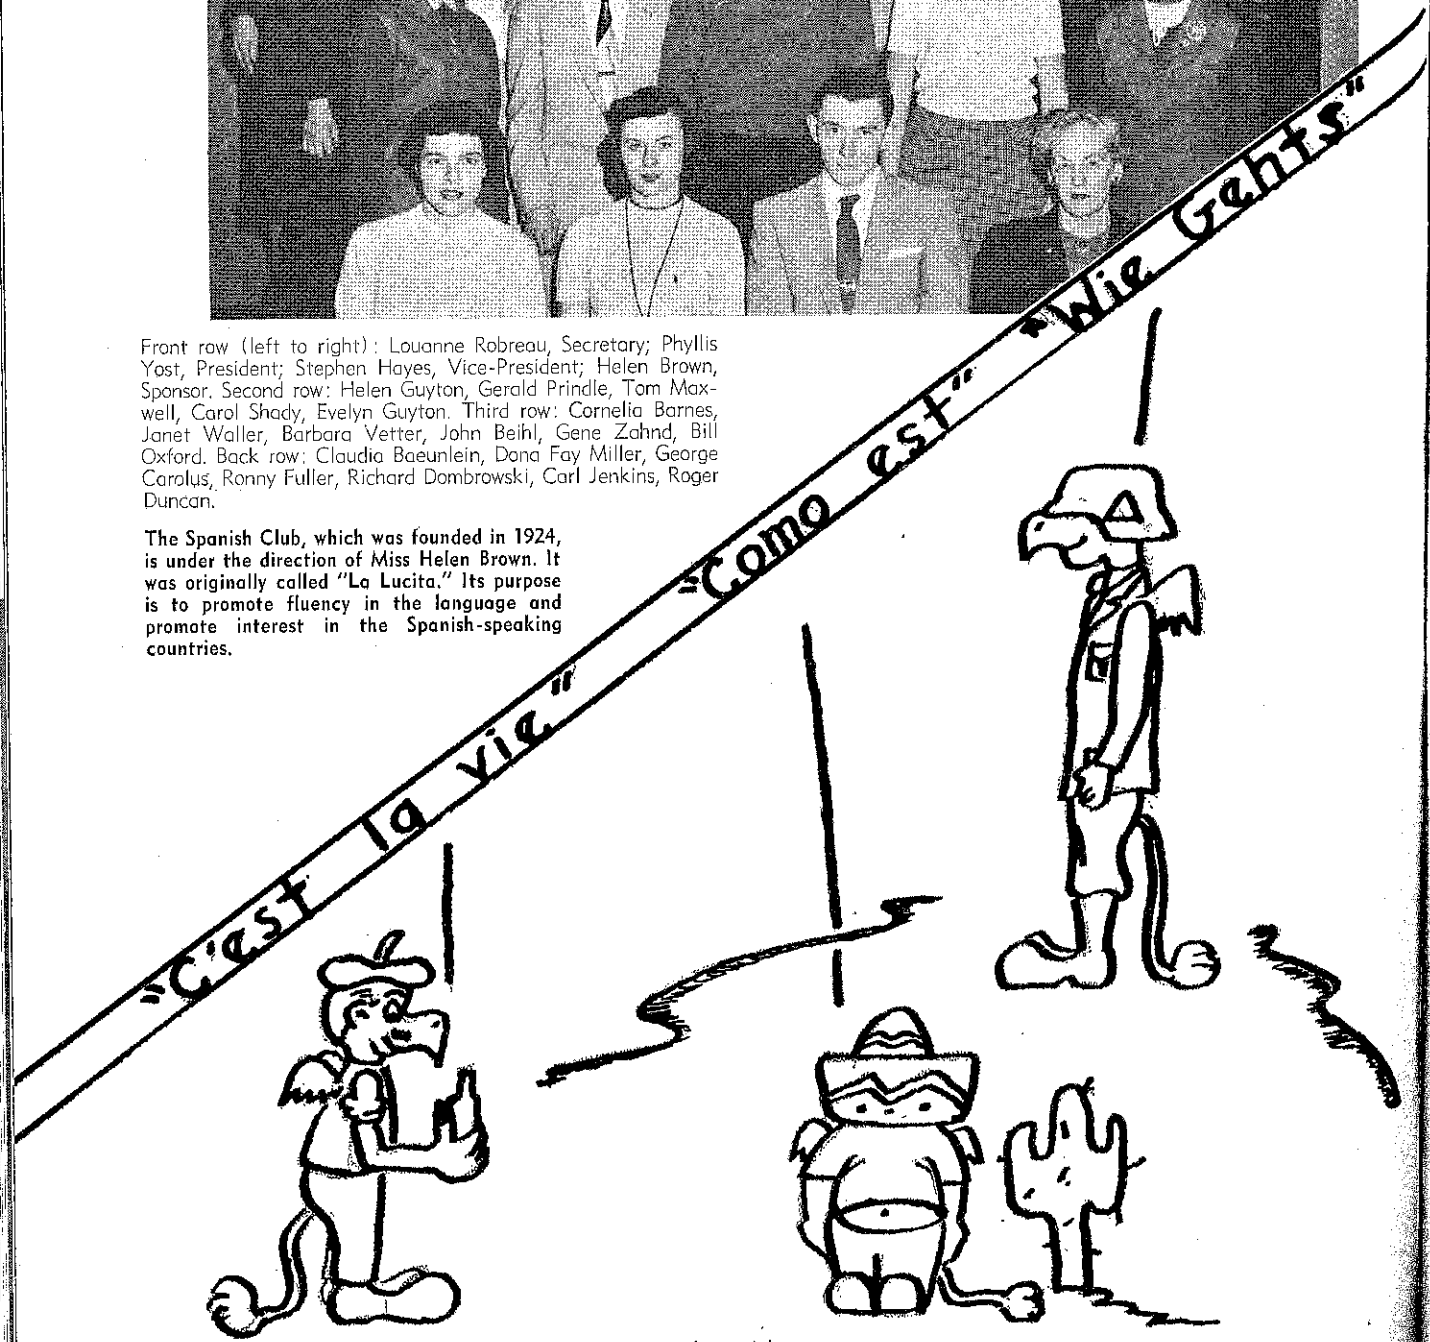 Front row (left to right): Louanne Robreau, Secretary; Phyllis
Yost, President; Stephen Hayes, Vice-President; Helen Brown,
Sponsor. Second row: Helen Guyton, Gerald Prindle, Tom Max-
well, Carol Shady, Evelyn Guyton. Third row: Cornelia Barnes,
Janet Waller, Barbara Vetter, John Beihl, Gene Zahnd, Bill
Oxford. Back row: Claudia Baeunlein, Dona Fay Miller, George
Carolus, Ronny Fuller, Richard Dombrowski, Carl Jenkins, Roger
Duncan.
The Spanish Club, which was founded in 1924,
is under the direction of Miss Helen Brown. It
was originally called "La Lucita." Its purpose
is to promote fluency in the language and
promote interest in the Spanish-speaking
countries.
"C'est la vie" "Como est" "Wie Gehts"